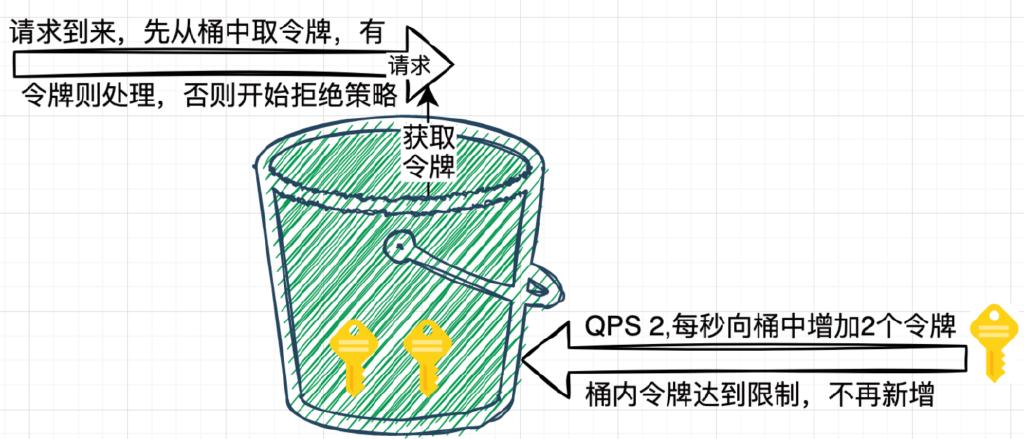 请求到来，先从桶中取令牌，有
请求
令牌则处理，否则开始拒绝策略
获取
令牌
QPS 2,每秒向桶中增加2个令牌
桶内令牌达到限制，不再新增